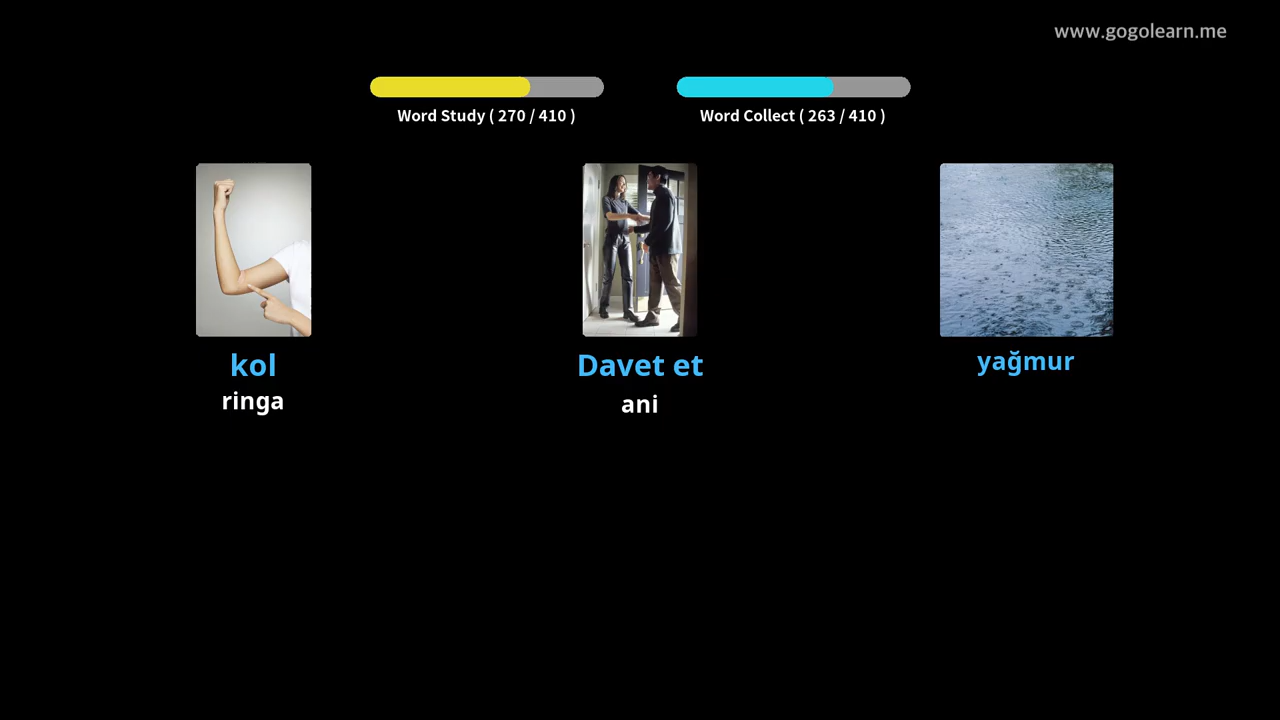 www.gogolearn.me
Word Study ( 270 / 410 )
Word Collect ( 263 / 410 )
kol
ringa
Davet et
ani
yağmur